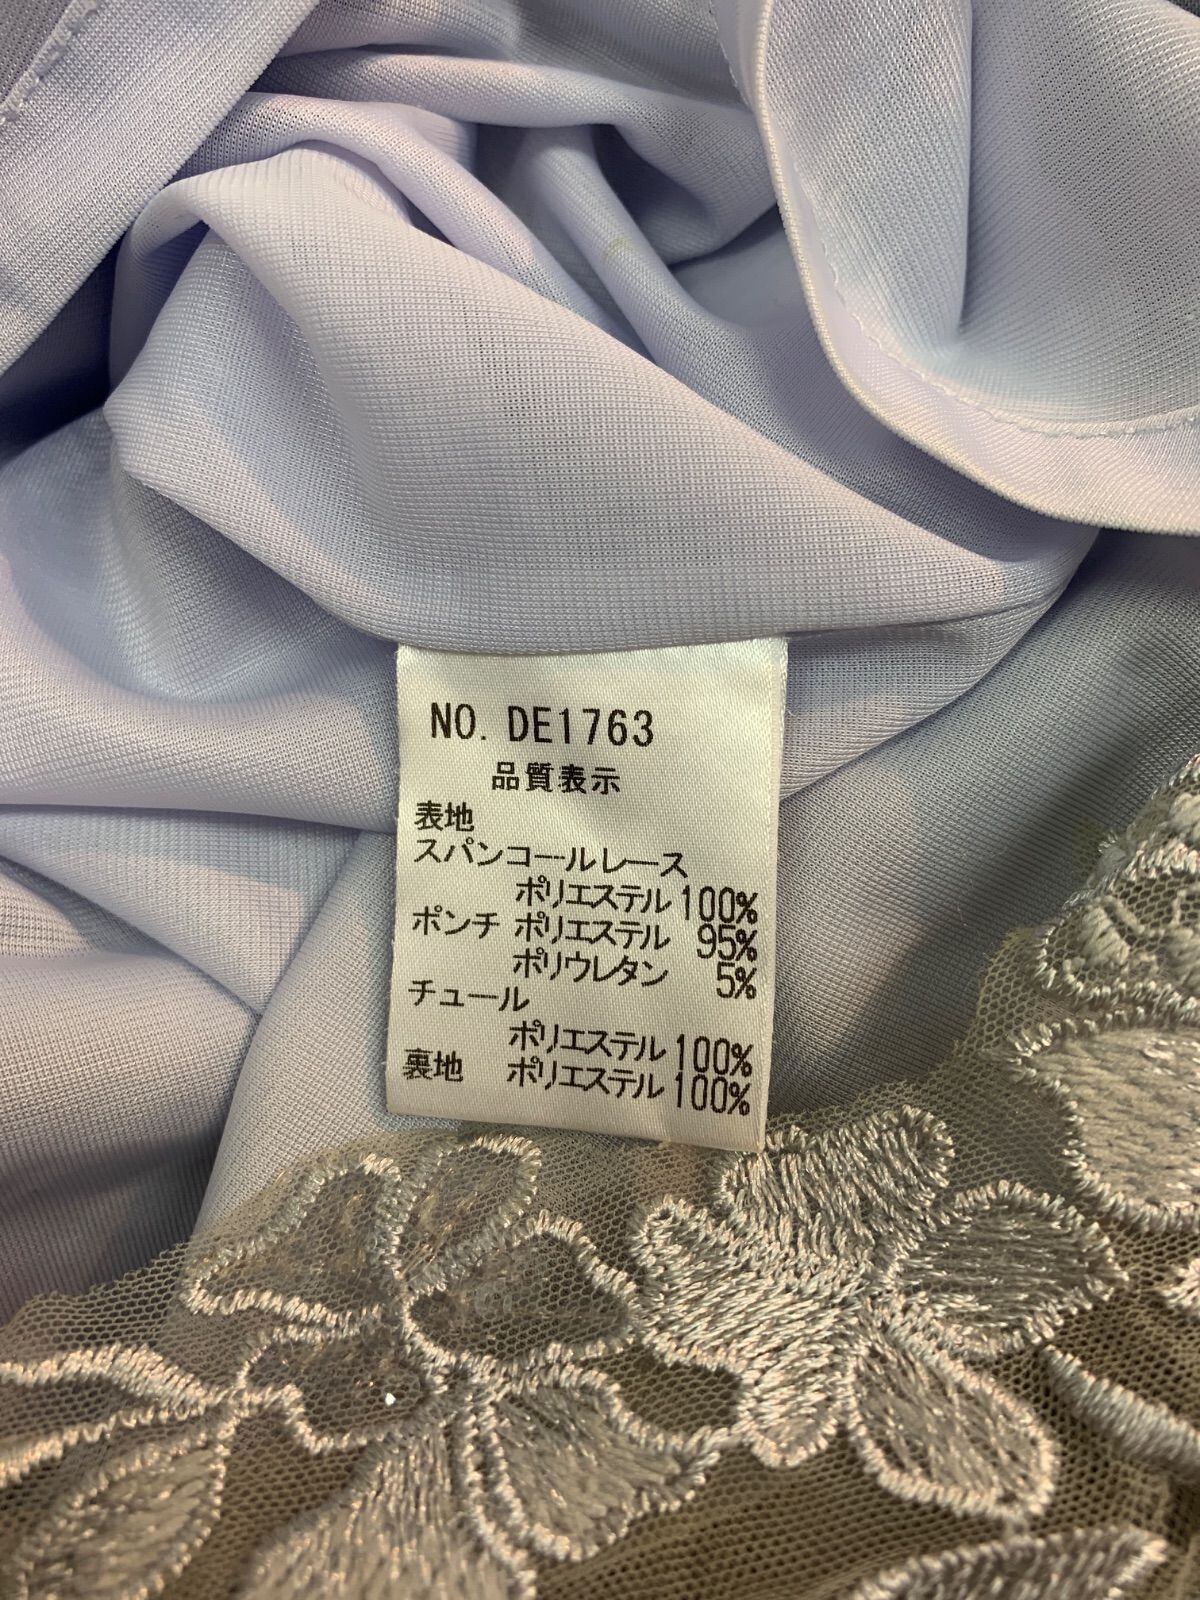 NO. DE1763
品質表示
表地
スパンコールレース
ポリエステル 100%
ポンチ ポリエステル 95%
ポリウレタン 5%
チュール
ポリエステル 100%
裏地 ポリエステル 100%